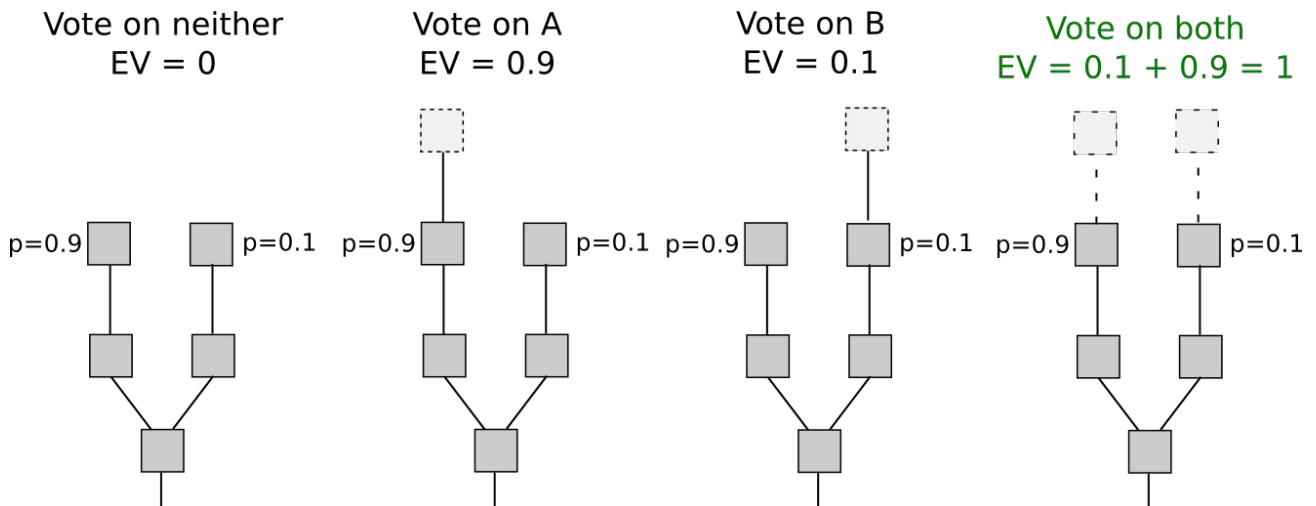 Vote on neither
EV = 0
Vote on A
EV = 0.9
Vote on B
EV = 0.1
Vote on both
EV = 0.1 + 0.9 = 1
p=0.9
p=0.1
p=0.9
p=0.1
p=0.9
p=0.1
p=0.9
p=0.1